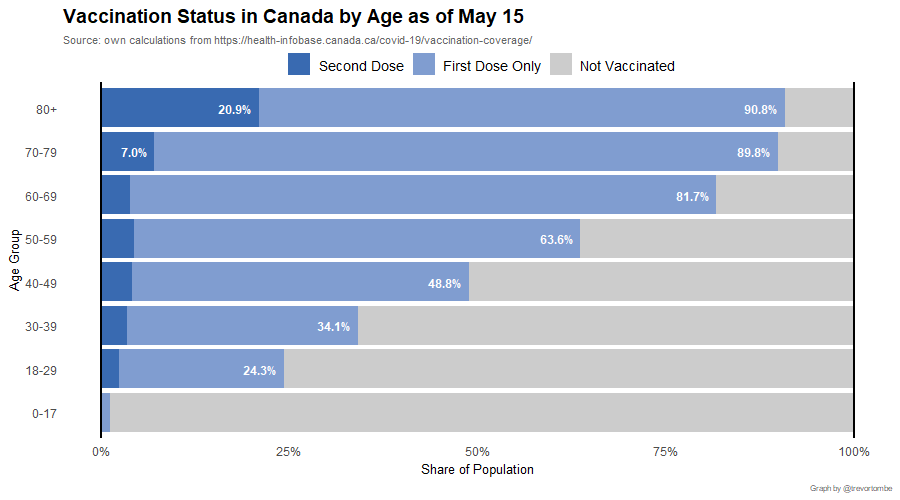 Vaccination Status in Canada by Age as of May 15
Source: own calculations from https://health-infobase.canada.ca/covid-19/vaccination-coverage/
Second Dose First Dose Only Not Vaccinated
Age Group
80+ 20.9% 90.8%
70-79 7.0% 89.8%
60-69 81.7%
50-59 63.6%
40-49 48.8%
30-39 34.1%
18-29 24.3%
0-17
0% 25% 50% 75% 100%
Share of Population
Graph by @trevortombe